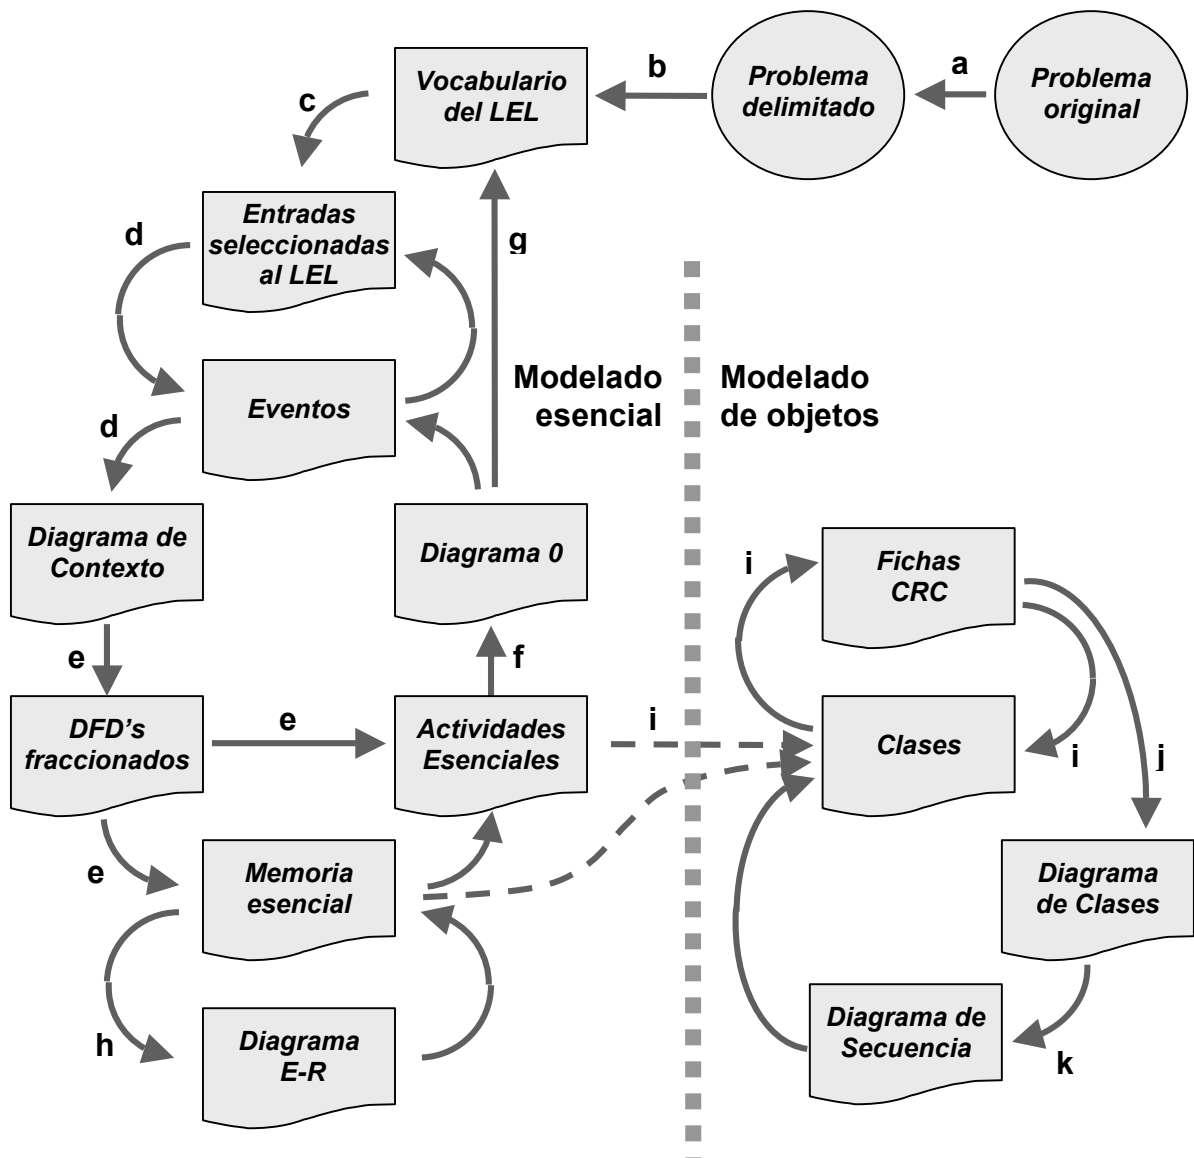 Vocabulario
del LEL
b
Problema
delimitado
a
Problema
original
c
Entradas
seleccionadas
al LEL
d
g
Eventos
d
Modelado
esencial
Modelado
de objetos
Diagrama de
Contexto
Diagrama 0
i
Fichas
CRC
e
f
DFD's
fraccionados
e
Actividades
Esenciales
i
Clases
i
j
e
Memoria
esencial
Diagrama
de Clases
h
Diagrama
E-R
Diagrama de
Secuencia
k